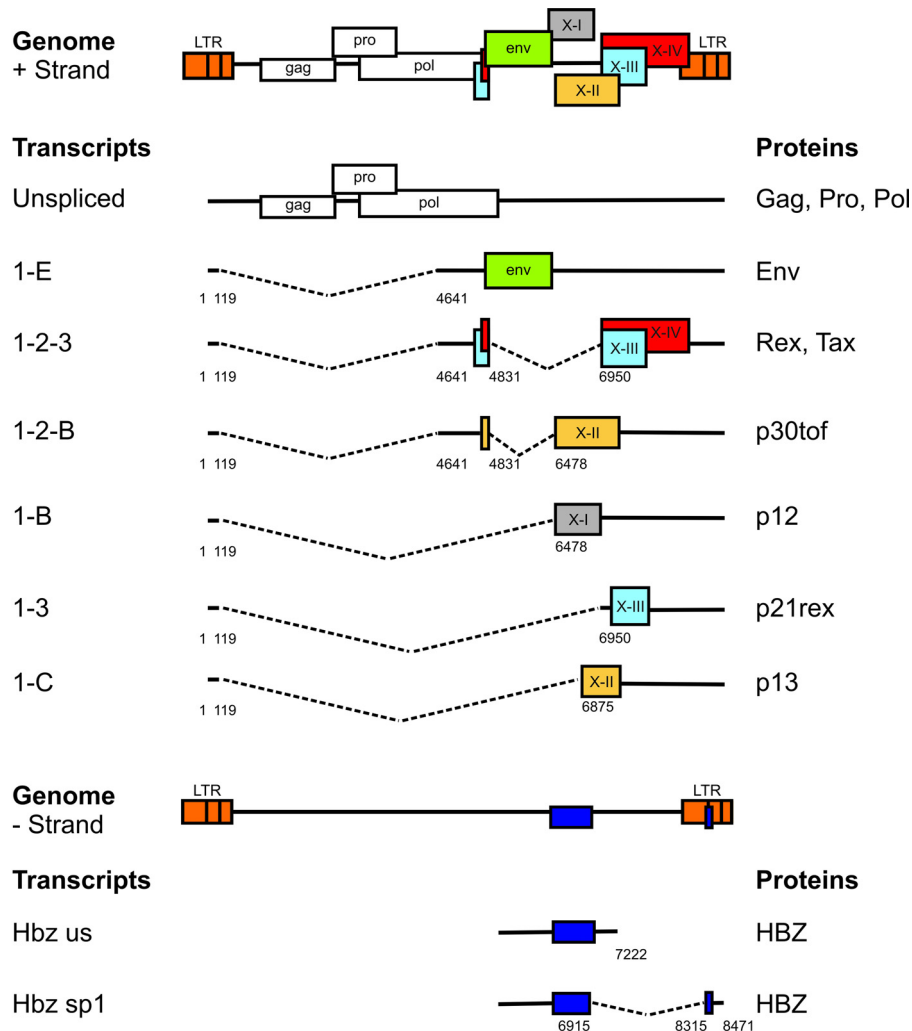 Genome
+ Strand
LTR
gag
pro
pol
env
X-I
X-II
X-III
X-IV
LTR
Transcripts
Proteins
Unspliced
gag
pro
pol
Gag, Pro, Pol
1-E
env
Env
1 119
4641
1-2-3
X-III
X-IV
Rex, Tax
1 119
4641
4831
6950
1-2-B
X-II
p30tof
1 119
4641
4831
6478
1-B
X-I
p12
1 119
6478
1-3
X-III
p21rex
1 119
6950
1-C
X-II
p13
1 119
6875
Genome
- Strand
LTR
LTR
Transcripts
Proteins
Hbz us
HBZ
7222
Hbz sp1
HBZ
6915
8315
8471